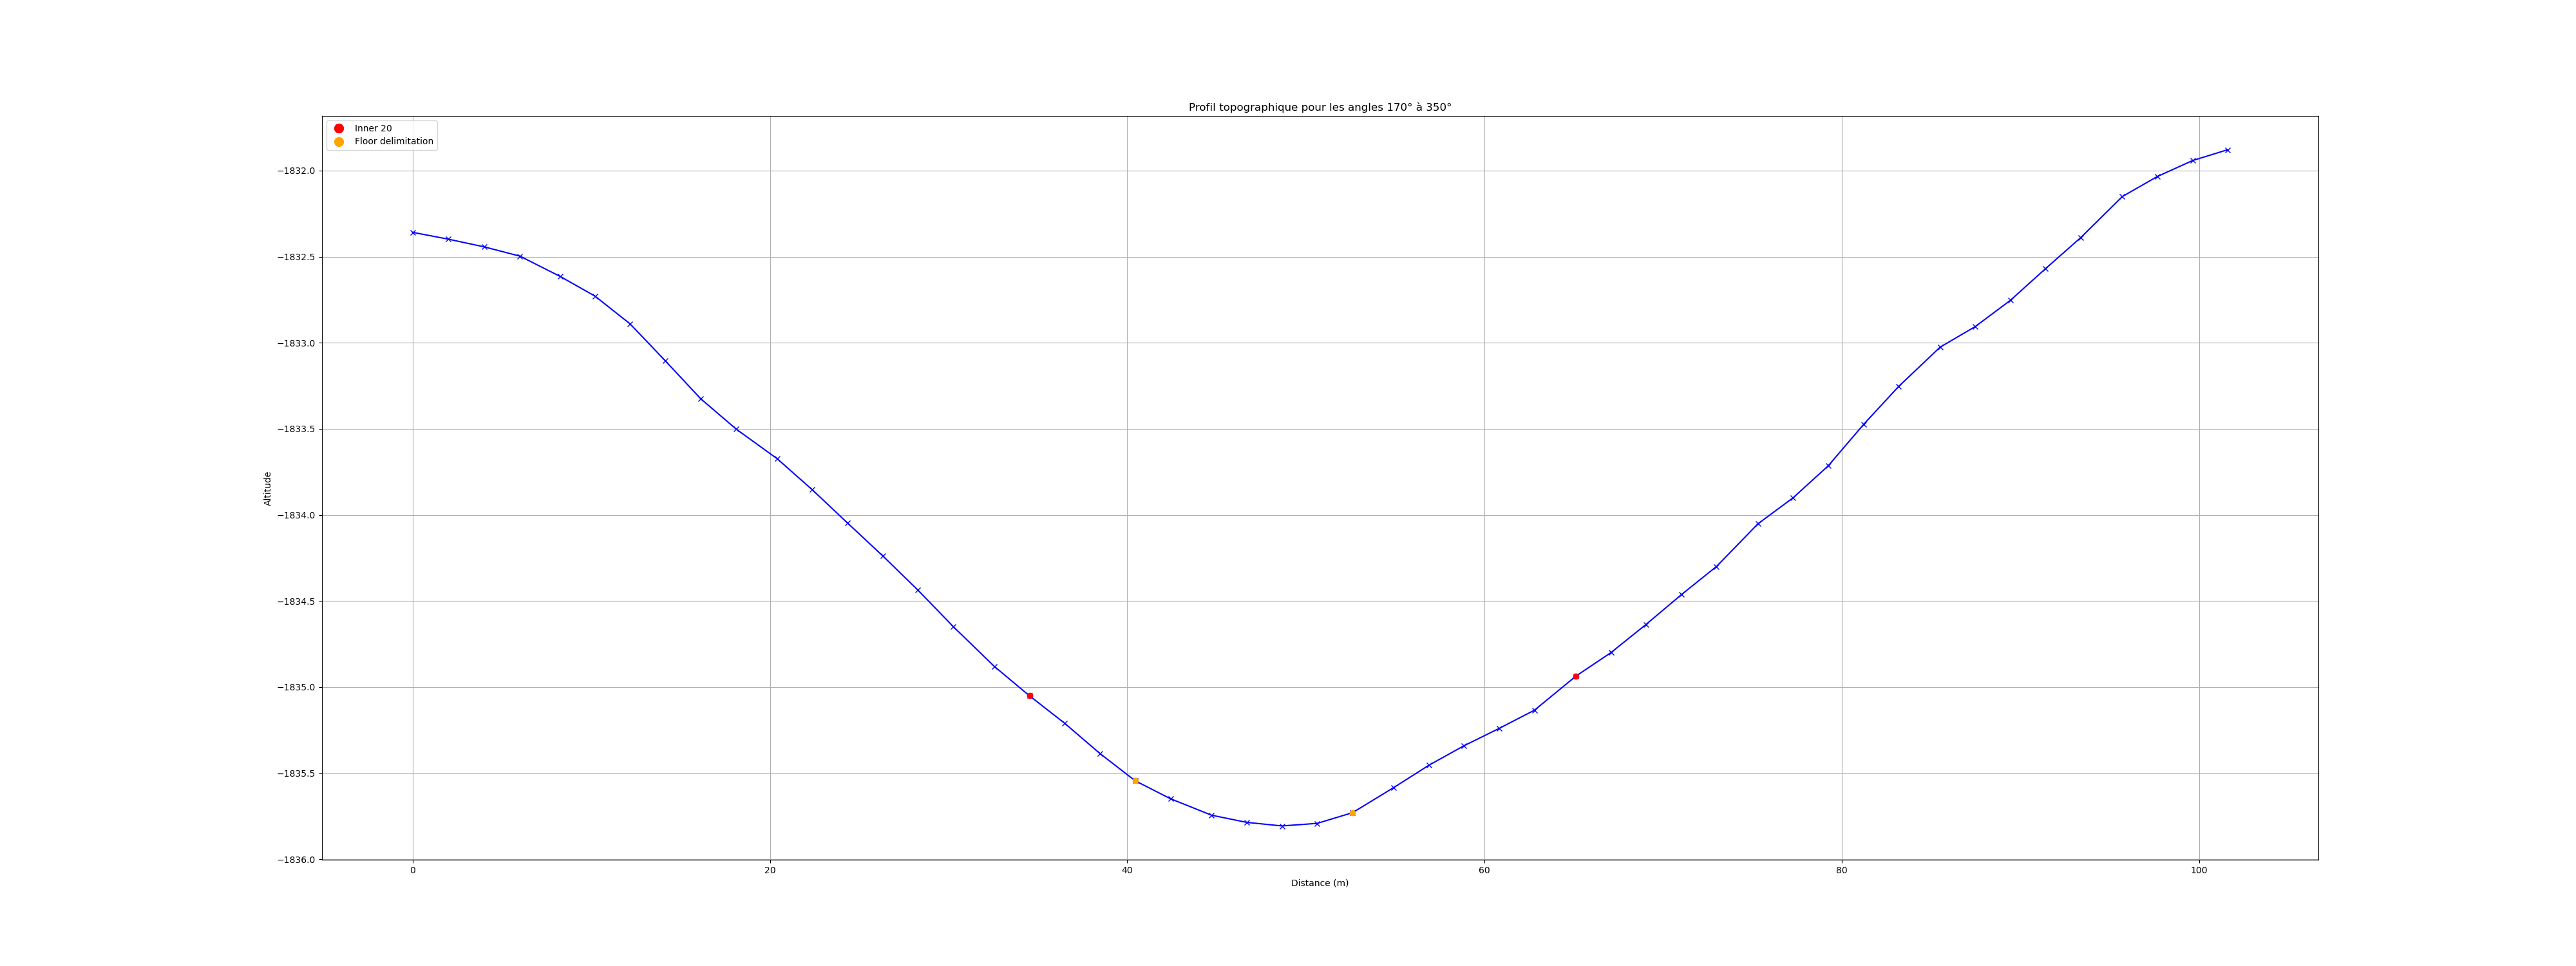 Profil topographique pour les angles 170° à 350°
Inner 20
Floor delimitation
−1832.0
−1832.5
−1833.0
−1833.5
−1834.0
−1834.5
−1835.0
−1835.5
−1836.0
Altitude
0 20 40 60 80 100
Distance (m)